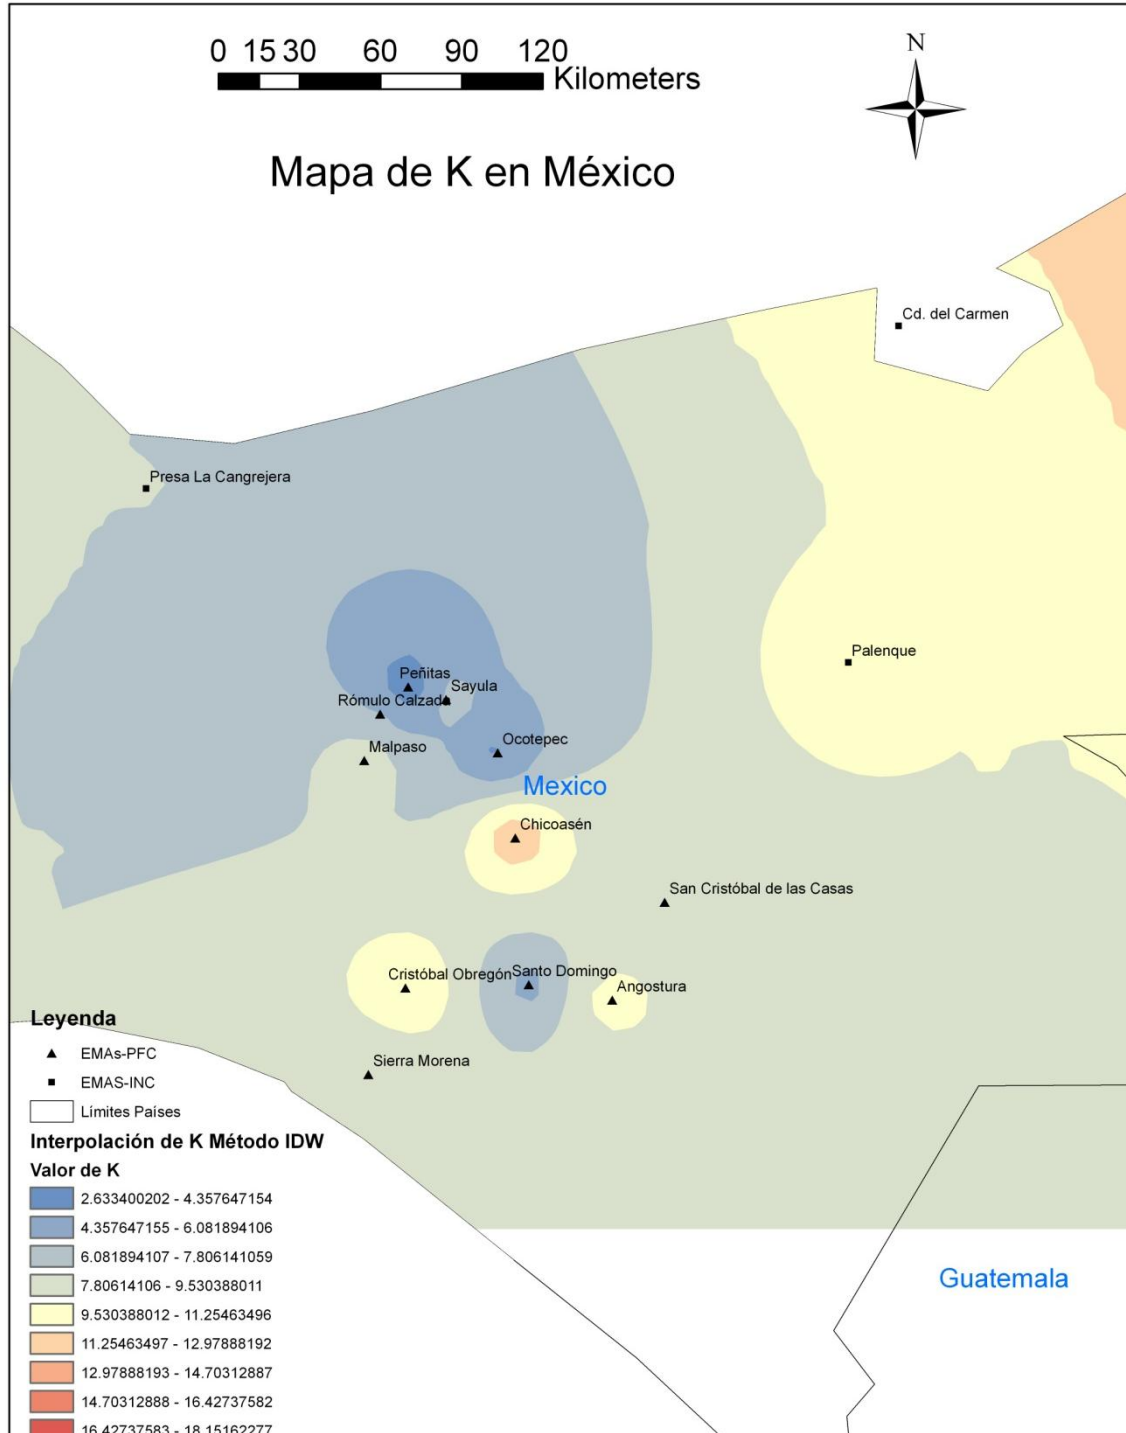 0 15 30 60 90 120
Kilometers
N
Mapa de K en México
Cd. del Carmen
Presa La Cangrejera
Palenque
Peñitas
Sayula
Rómulo Calzado
Malpaso
Ocotepec
Mexico
Chicoasén
San Cristóbal de las Casas
Cristóbal Obregón
Santo Domingo
Angostura
Sierra Morena
Guatemala
Leyenda
EMAs-PFC
EMAS-INC
Límites Países
Interpolación de K Método IDW
Valor de K
2.633400202 - 4.357647154
4.357647155 - 6.081894106
6.081894107 - 7.806141059
7.80614106 - 9.530388011
9.530388012 - 11.25463496
11.25463497 - 12.97888192
12.97888193 - 14.70312887
14.70312888 - 16.42737582
16.42737583 - 18.15162277